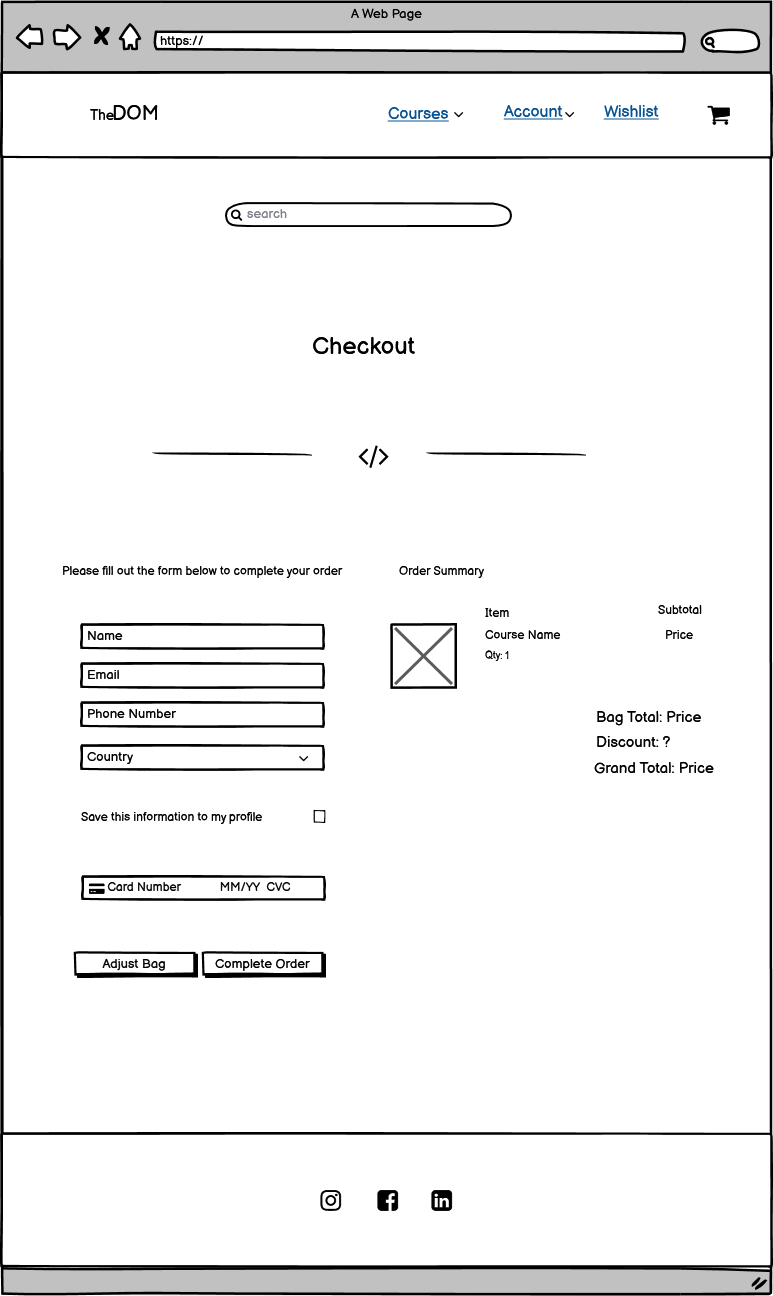 A Web Page
https://
TheDOM
Courses
Account
Wishlist
search
Checkout
</>
Please fill out the form below to complete your order
Name
Email
Phone Number
Country
Save this information to my profile
Card Number MM/YY CVC
Adjust Bag
Complete Order
Order Summary
Item Subtotal
Course Name Price
Qty: 1
Bag Total: Price
Discount: ?
Grand Total: Price